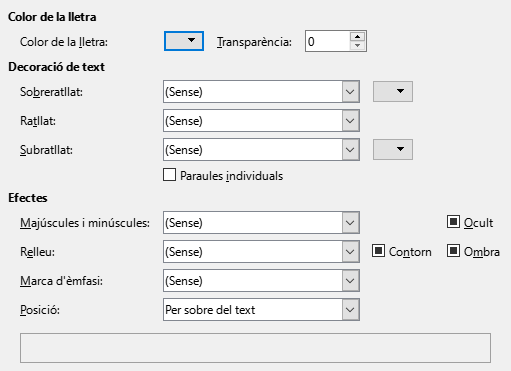 Color de la lletra
Color de la lletra: Transparència: 0
Decoració de text
Sobreratllat: (Sense)
Ratllat: (Sense)
Subratllat: (Sense)
Paraules individuals
Efectes
Majúscules i minúscules: (Sense) Ocult
Relleu: (Sense) Contorn Ombra
Marca d'èmfasi: (Sense)
Posició: Per sobre del text